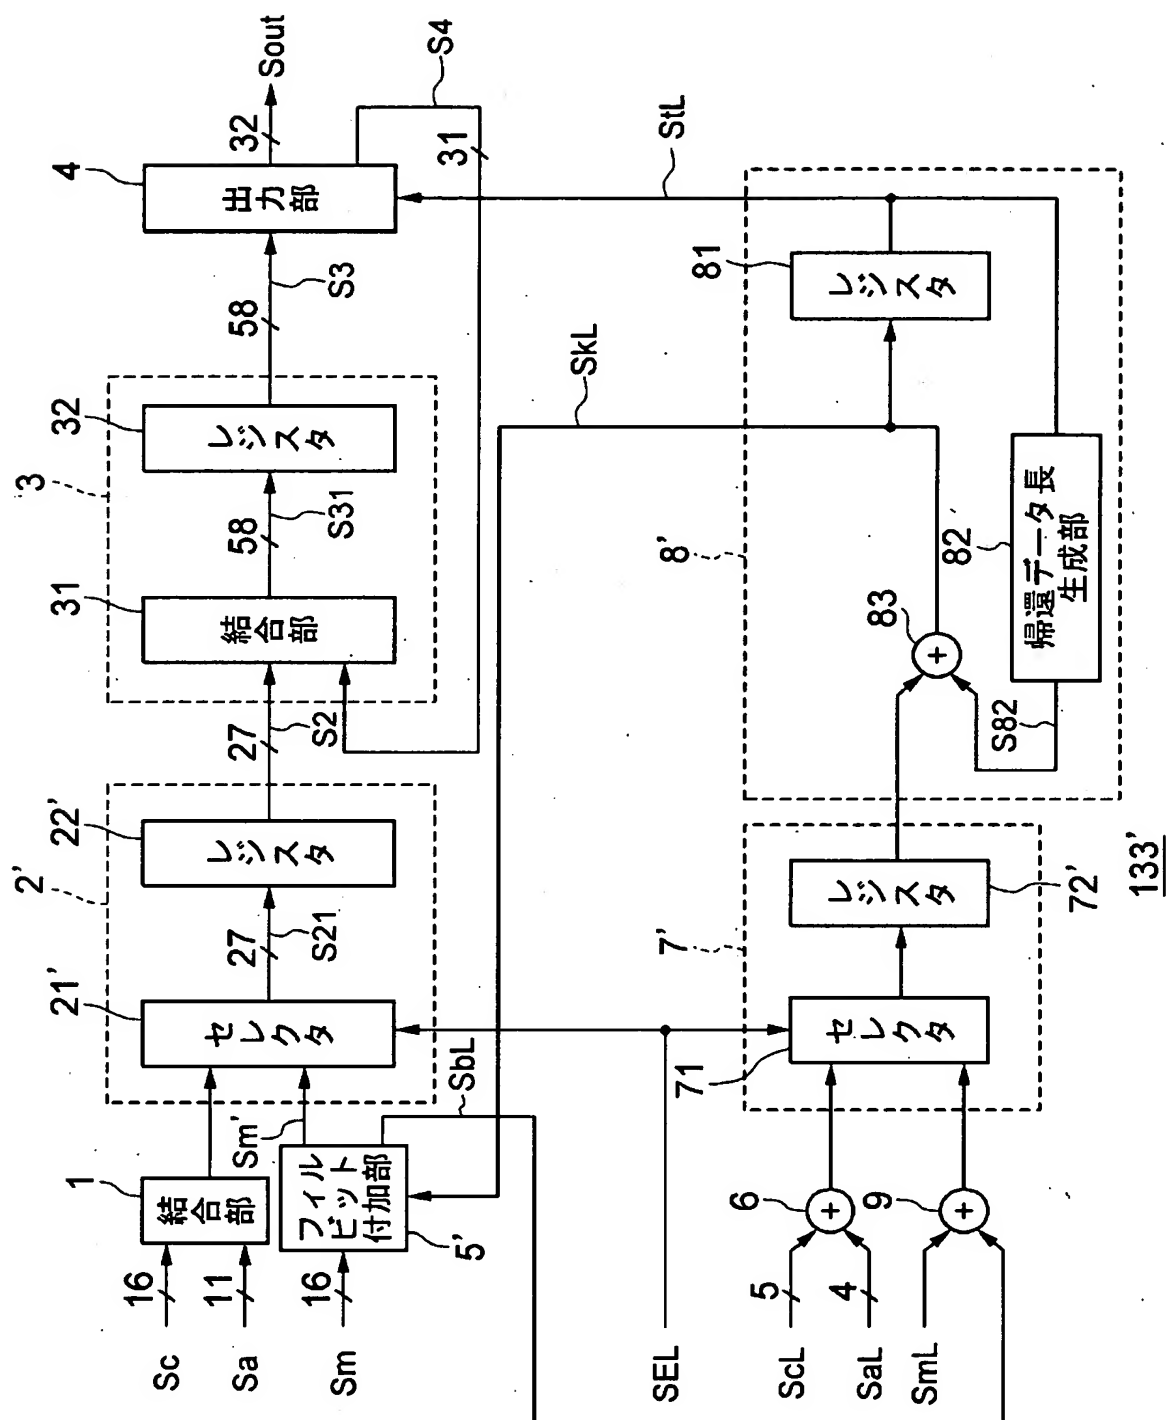 Sc
16
Sa
11
Sm
16
1
結合部
フィル
ビット
付加部
5'
Sm'
SbL
2'
21'
セレクタ
27
S21
22'
レジスタ
27
S2
3
31
結合部
58
S31
32
レジスタ
58
S3
4
出力部
32
Sout
S4
31
SkL
StL
SEL
ScL
5
SaL
4
SmL
6
+
9
+
7'
71
セレクタ
レジスタ
72'
8'
83
+
81
レジスタ
82
帰還データ長
生成部
S82
133'